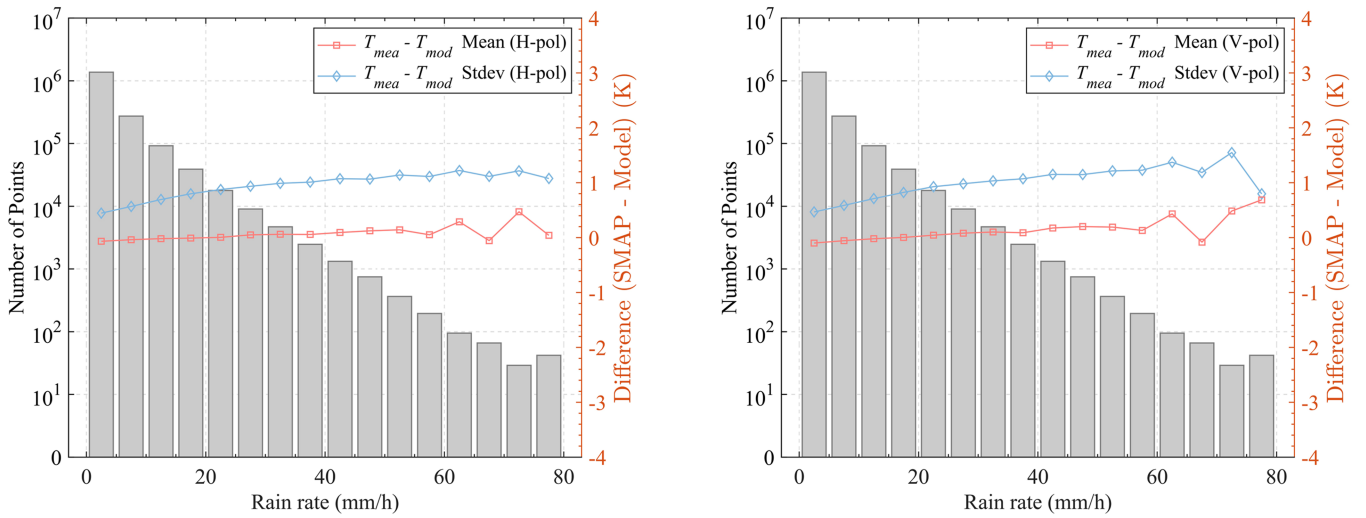 T_mea - T_mod Mean (H-pol)
T_mea - T_mod Stdev (H-pol)
10^7
10^6
10^5
10^4
10^3
10^2
10^1
0
Number of Points
4
3
2
1
0
-1
-2
-3
-4
Difference (SMAP - Model) (K)
0 20 40 60 80
Rain rate (mm/h)
T_mea - T_mod Mean (V-pol)
T_mea - T_mod Stdev (V-pol)
10^7
10^6
10^5
10^4
10^3
10^2
10^1
0
Number of Points
4
3
2
1
0
-1
-2
-3
-4
Difference (SMAP - Model) (K)
0 20 40 60 80
Rain rate (mm/h)